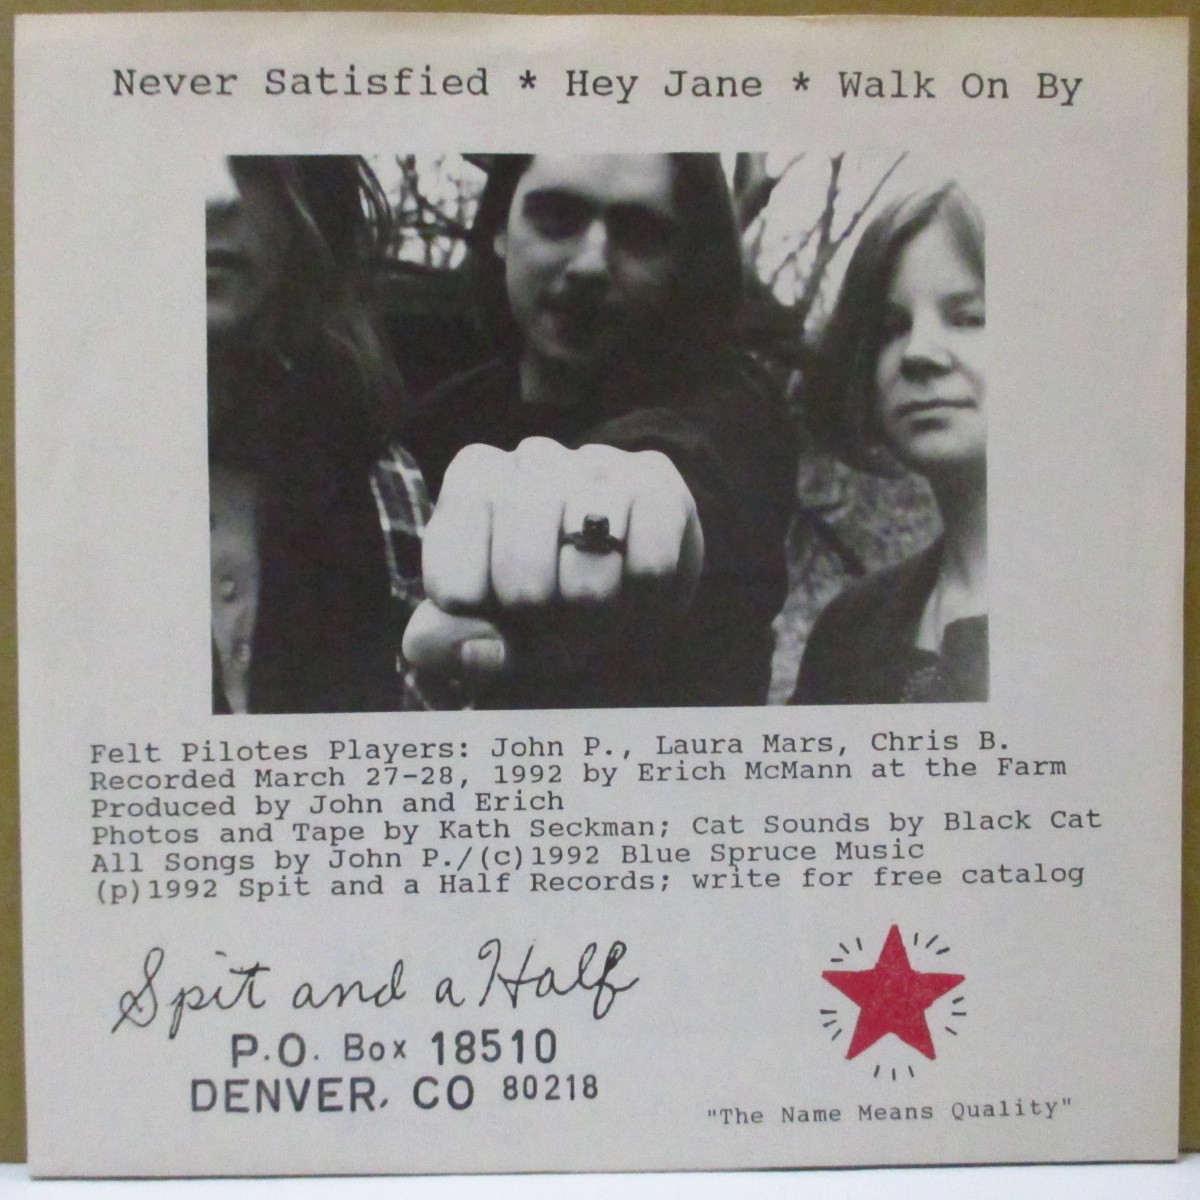 Never Satisfied * Hey Jane * Walk On By
Felt Pilotes Players: John P., Laura Mars, Chris B.
Recorded March 27-28, 1992 by Erich McMann at the Farm
Produced by John and Erich
Photos and Tape by Kath Seckman; Cat Sounds by Black Cat
All Songs by John P./(c)1992 Blue Spruce Music
(p)1992 Spit and a Half Records; write for free catalog
Spit and a Half
P.O. Box 18510
DENVER, CO 80218
"The Name Means Quality"